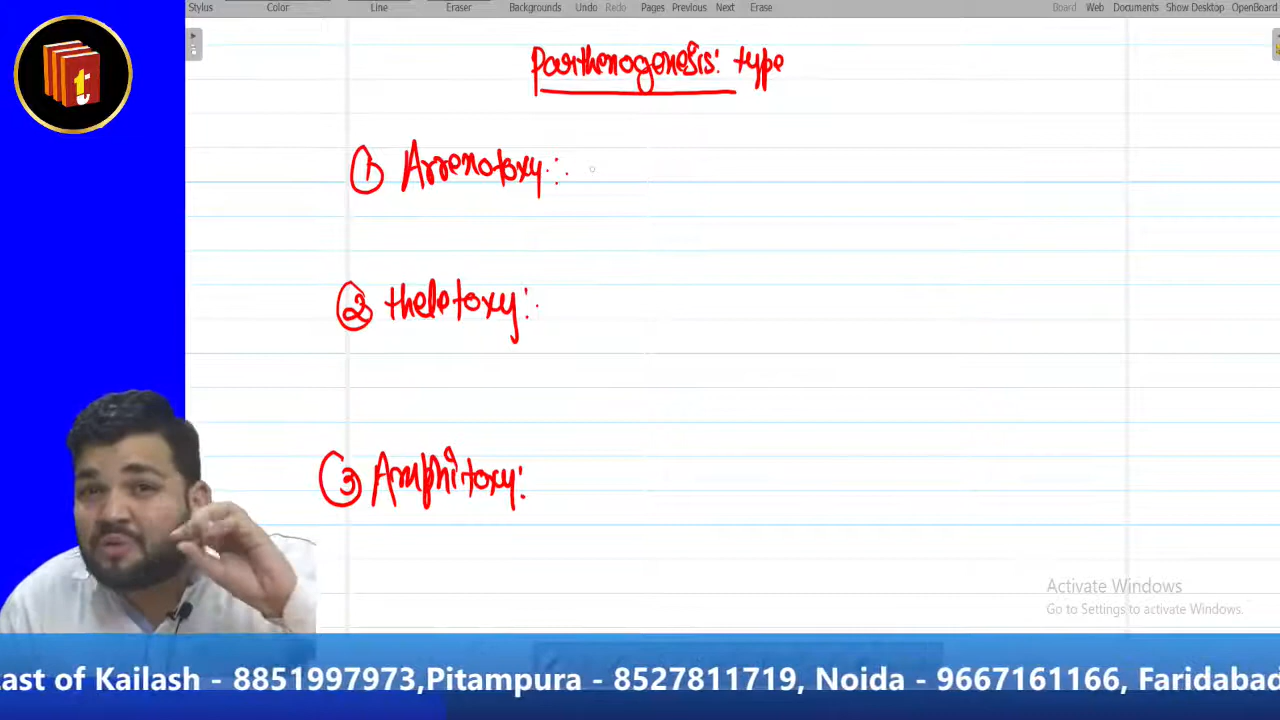 Stylus Color Line Eraser Backgrounds Undo Redo Pages Previous Next Erase Board Web Documents Show Desktop OpenBoard
t
Parthenogenesis: type
① Arrenotoxy:-
② theletoxy:-
③ Amphitoxy:
Activate Windows
Go to Settings to activate Windows.
ast of Kailash - 8851997973,Pitampura - 8527811719, Noida - 9667161166, Faridabad